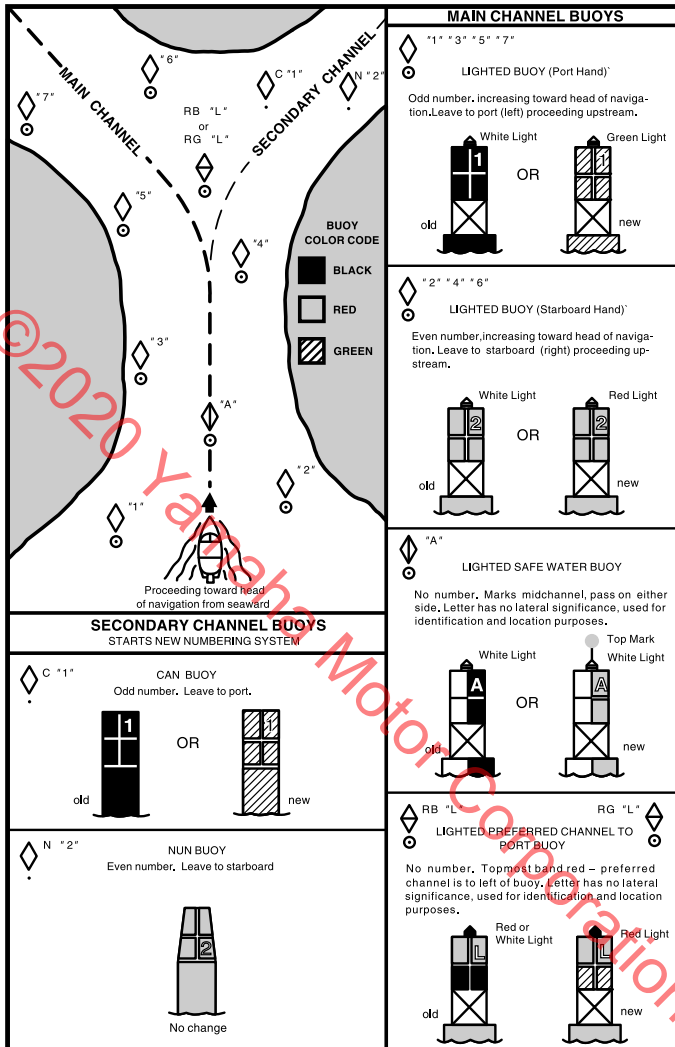 "6"
C "1"
N "2"
"7"
MAIN CHANNEL
SECONDARY CHANNEL
RB "L"
or
RG "L"
"5"
"4"
BUOY
COLOR CODE
BLACK
RED
GREEN
"3"
"A"
"2"
"1"
Proceeding toward head
of navigation from seaward
SECONDARY CHANNEL BUOYS
STARTS NEW NUMBERING SYSTEM
C "1"
CAN BUOY
Odd number. Leave to port.
1
OR
1
old
new
N "2"
NUN BUOY
Even number. Leave to starboard
2
No change
MAIN CHANNEL BUOYS
"1" "3" "5" "7"
LIGHTED BUOY (Port Hand)`
Odd number. increasing toward head of naviga-
tion.Leave to port (left) proceeding upstream.
White Light
Green Light
1
OR
1
old
new
"2" "4" "6"
LIGHTED BUOY (Starboard Hand)`
Even number,increasing toward head of naviga-
tion. Leave to starboard (right) proceeding up-
stream.
White Light
Red Light
2
OR
2
old
new
"A"
LIGHTED SAFE WATER BUOY
No number. Marks midchannel, pass on either
side. Letter has no lateral significance, used for
identification and location purposes.
Top Mark
White Light
White Light
A
OR
A
old
new
RB "L"
RG "L"
LIGHTED PREFERRED CHANNEL TO
PORT BUOY
No number. Topmost band red – preferred
channel is to left of buoy. Letter has no lateral
significance, used for identification and location
purposes.
Red or
White Light
Red Light
L
OR
L
old
new
©2020 Yamaha Motor Corporation